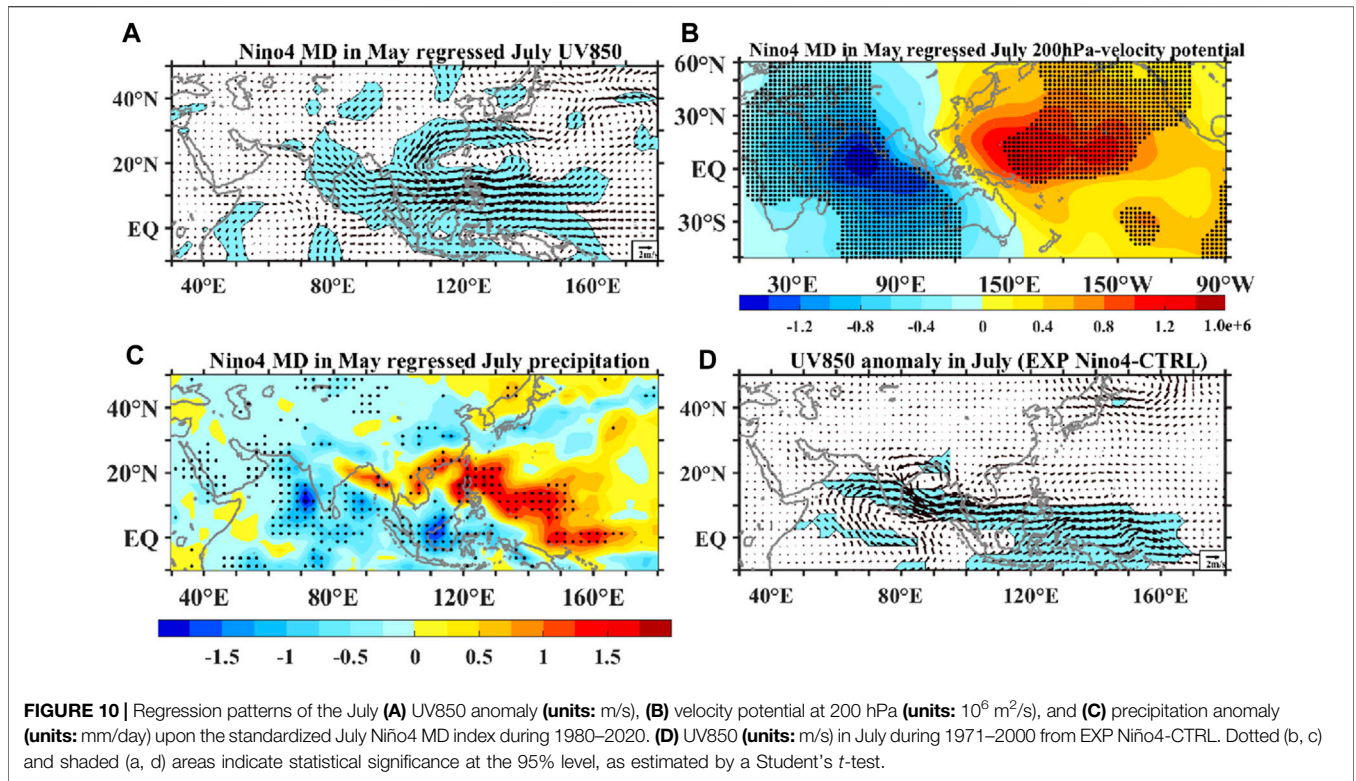 A
Nino4 MD in May regressed July UV850
40°N
20°N
EQ
2m/s
40°E 80°E 120°E 160°E
B
Nino4 MD in May regressed July 200hPa-velocity potential
60°N
30°N
EQ
30°S
30°E 90°E 150°E 150°W 90°W
-1.2 -0.8 -0.4 0 0.4 0.8 1.2 1.0e+6
C
Nino4 MD in May regressed July precipitation
40°N
20°N
EQ
40°E 80°E 120°E 160°E
-1.5 -1 -0.5 0 0.5 1 1.5
D
UV850 anomaly in July (EXP Nino4-CTRL)
40°N
20°N
EQ
2m/s
40°E 80°E 120°E 160°E
FIGURE 10 | Regression patterns of the July (A) UV850 anomaly (units: m/s), (B) velocity potential at 200 hPa (units: 10⁶ m²/s), and (C) precipitation anomaly
(units: mm/day) upon the standardized July Niño4 MD index during 1980–2020. (D) UV850 (units: m/s) in July during 1971–2000 from EXP Niño4-CTRL. Dotted (b, c)
and shaded (a, d) areas indicate statistical significance at the 95% level, as estimated by a Student's t-test.